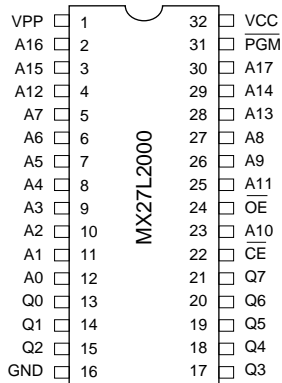 VPP 1 32 VCC
A16 2 31 PGM
A15 3 30 A17
A12 4 29 A14
A7 5 28 A13
A6 6 27 A8
A5 7 26 A9
A4 8 25 A11
A3 9 24 OE
A2 10 23 A10
A1 11 22 CE
A0 12 21 Q7
Q0 13 20 Q6
Q1 14 19 Q5
Q2 15 18 Q4
GND 16 17 Q3
MX27L2000